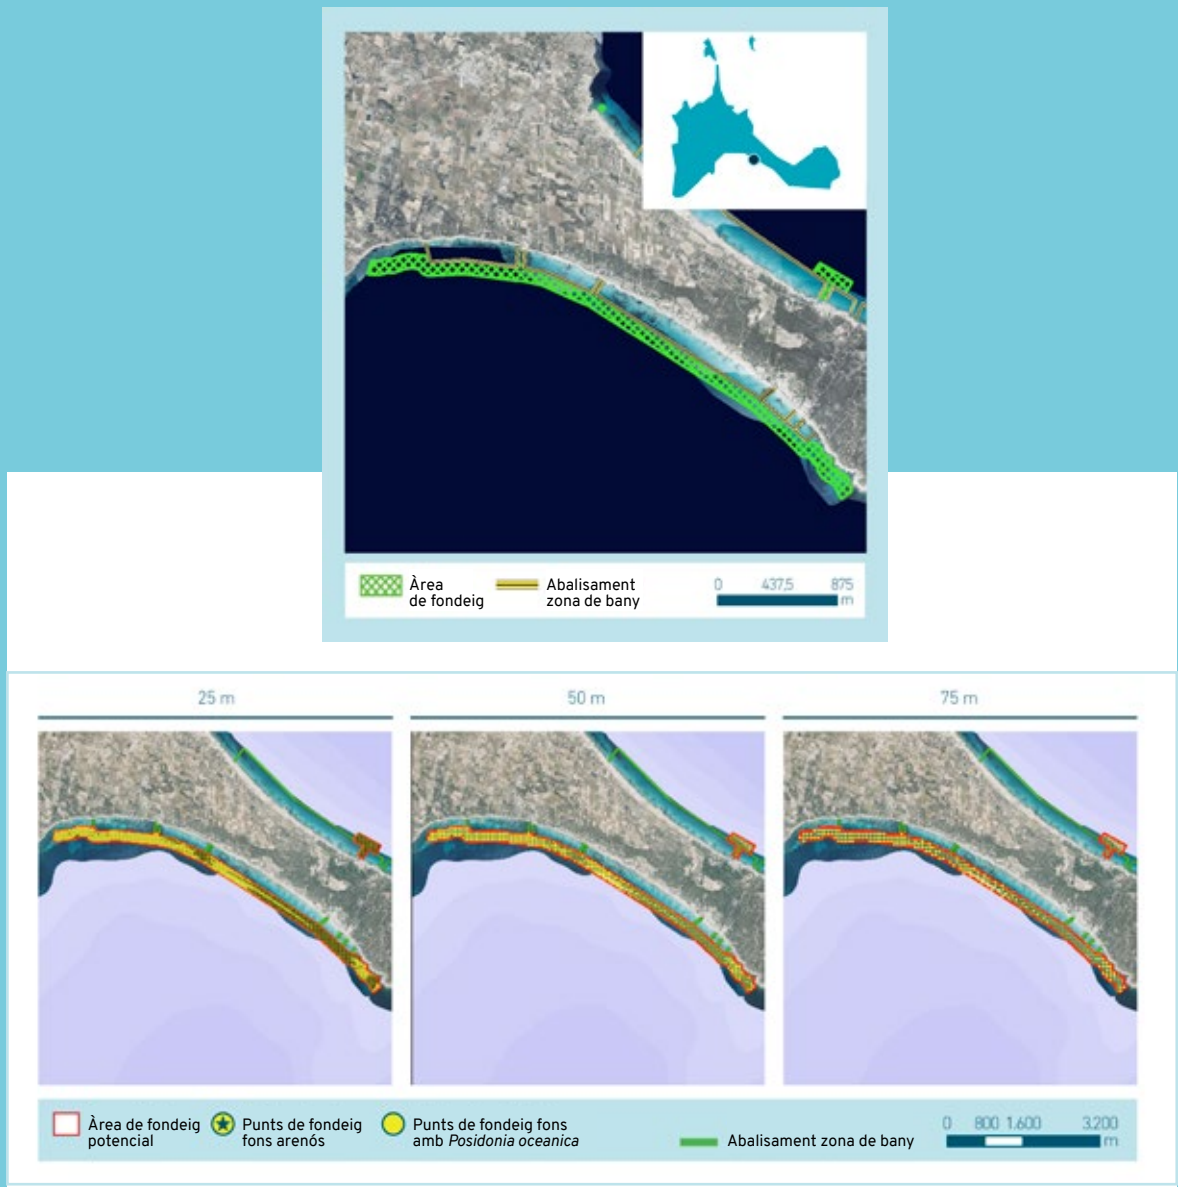 Àrea
de fondeig
Abalisament
zona de bany
0 437,5 875
m
25 m
50 m
75 m
Àrea de fondeig
potencial
Punts de fondeig
fons arenós
Punts de fondeig fons
amb Posidonia oceanica
Abalisament zona de bany
0 800 1.600 3.200
m